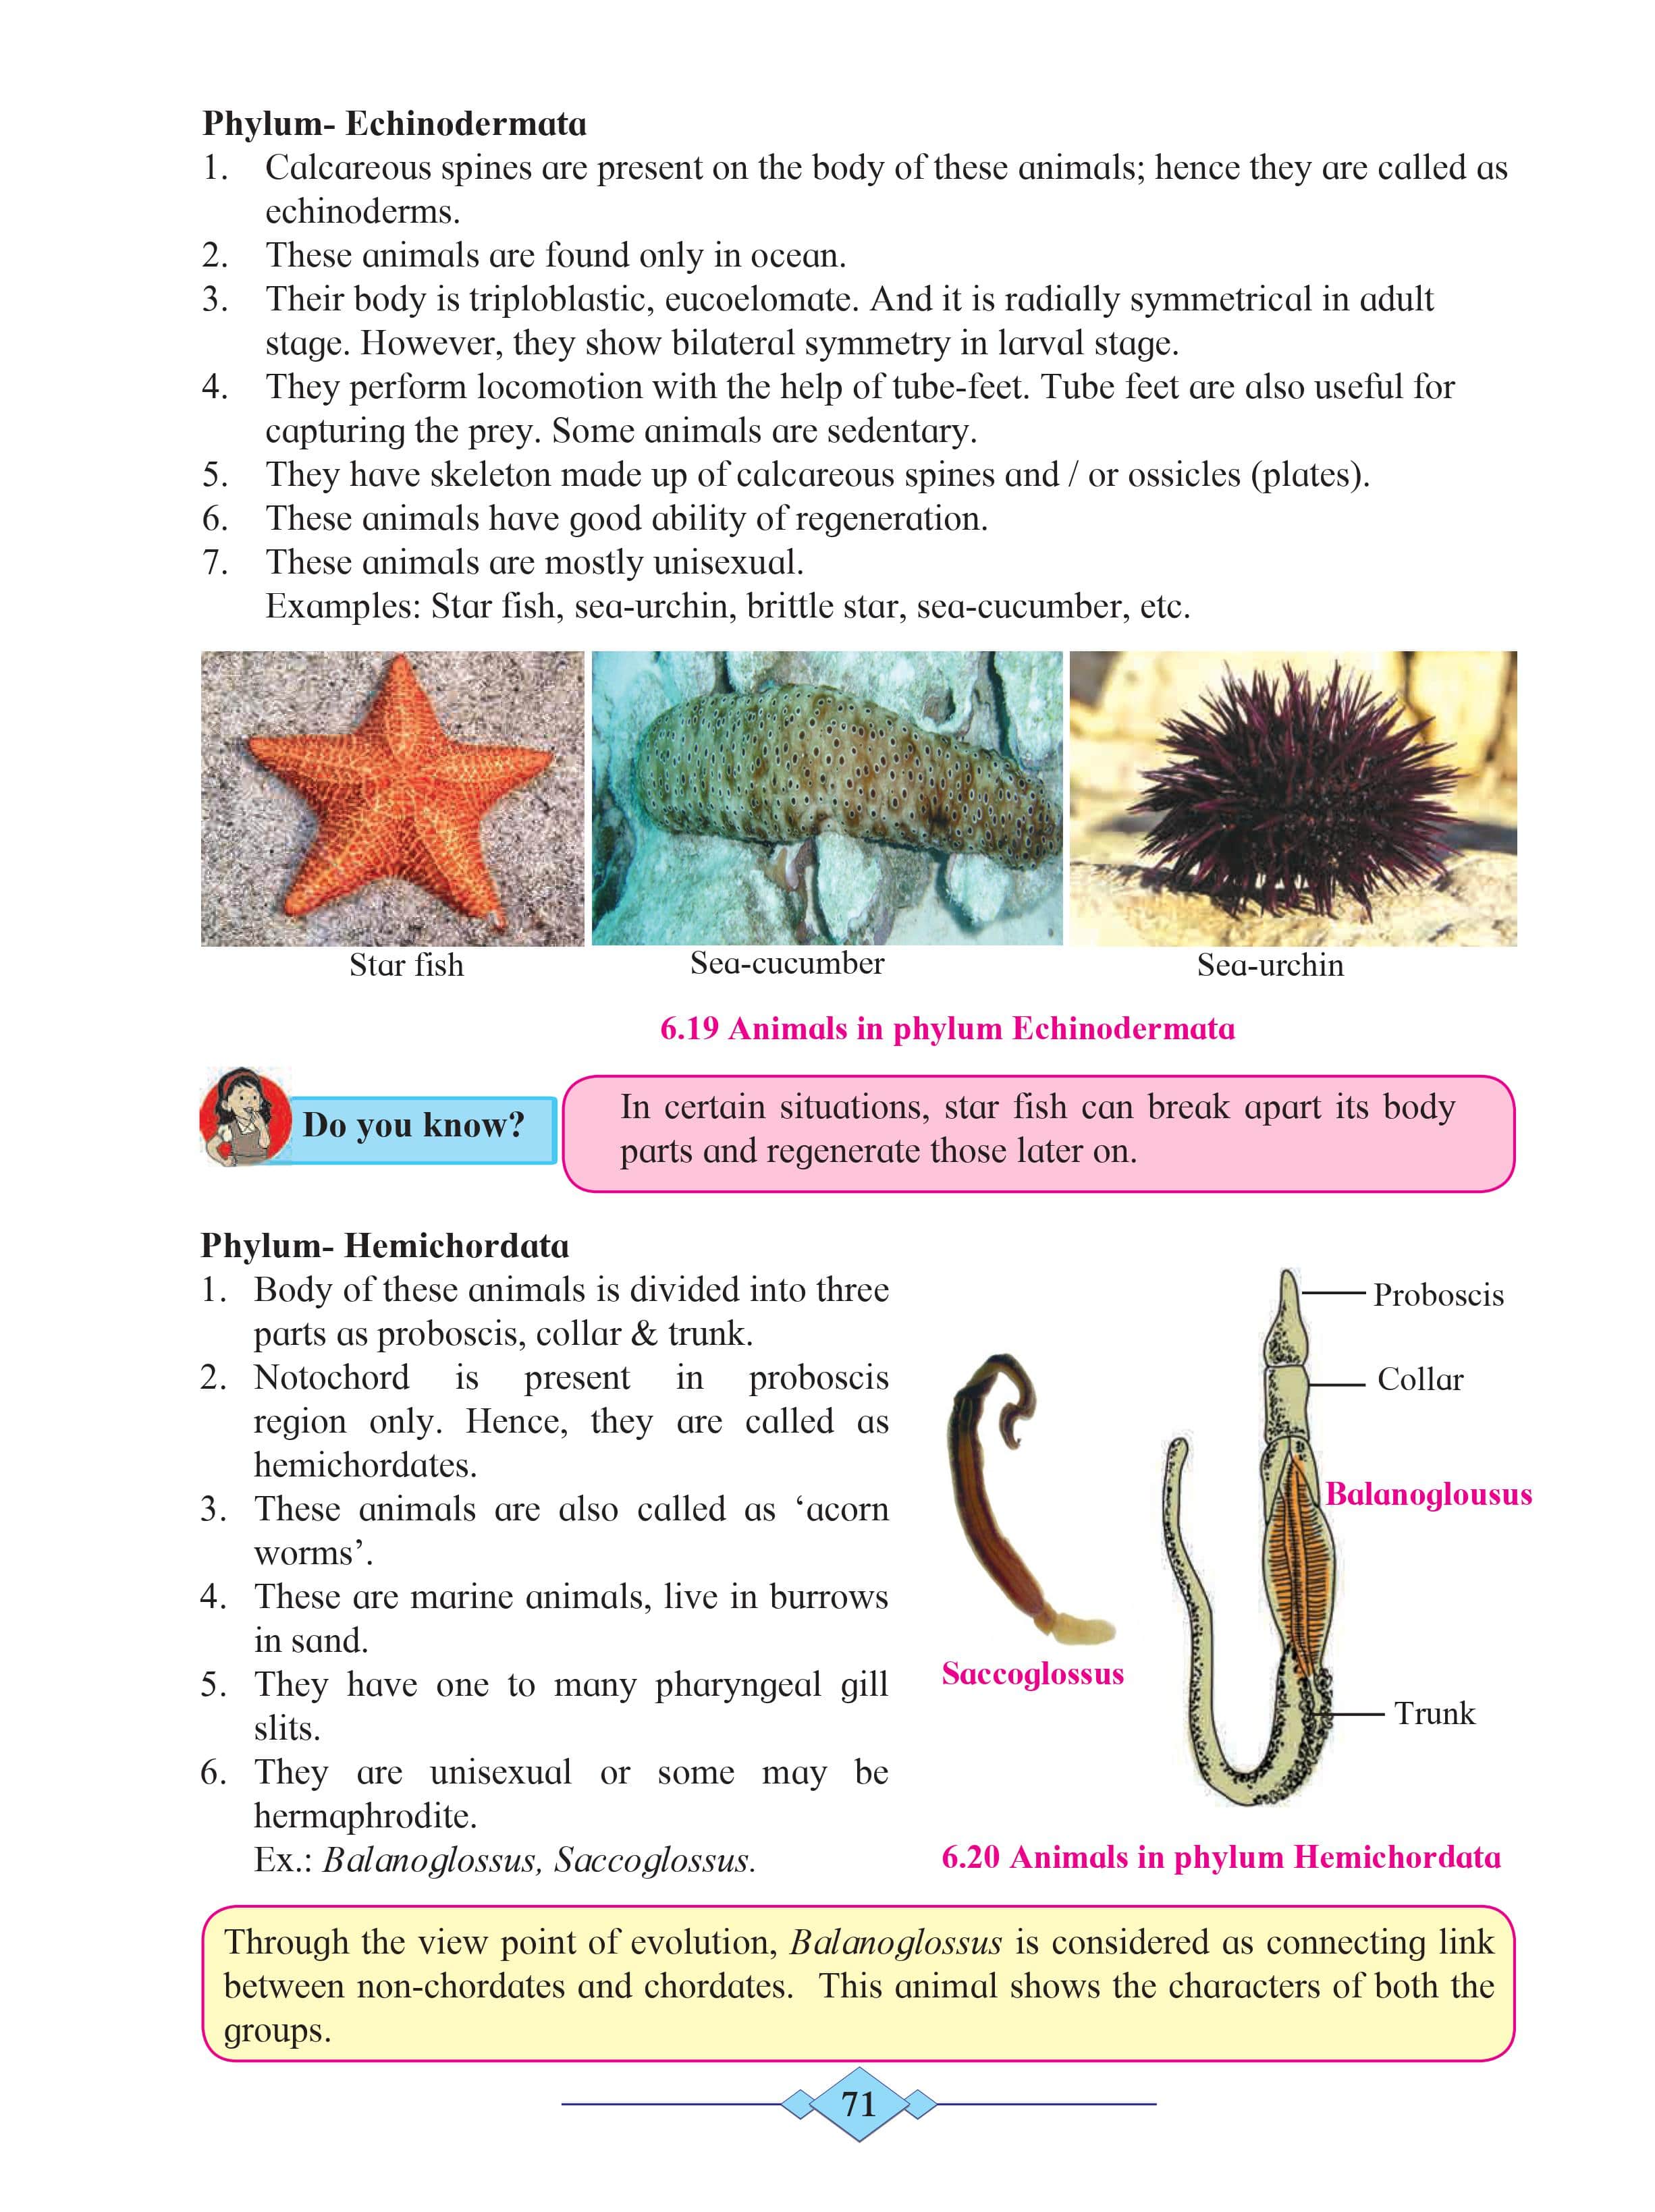 Phylum- Echinodermata
1. Calcareous spines are present on the body of these animals; hence they are called as
echinoderms.
2. These animals are found only in ocean.
3. Their body is triploblastic, eucoelomate. And it is radially symmetrical in adult
stage. However, they show bilateral symmetry in larval stage.
4. They perform locomotion with the help of tube-feet. Tube feet are also useful for
capturing the prey. Some animals are sedentary.
5. They have skeleton made up of calcareous spines and / or ossicles (plates).
6. These animals have good ability of regeneration.
7. These animals are mostly unisexual.
Examples: Star fish, sea-urchin, brittle star, sea-cucumber, etc.
Star fish
Sea-cucumber
Sea-urchin
6.19 Animals in phylum Echinodermata
Do you know?
In certain situations, star fish can break apart its body
parts and regenerate those later on.
Phylum- Hemichordata
1. Body of these animals is divided into three
parts as proboscis, collar & trunk.
2. Notochord is present in proboscis
region only. Hence, they are called as
hemichordates.
3. These animals are also called as ‘acorn
worms’.
4. These are marine animals, live in burrows
in sand.
5. They have one to many pharyngeal gill
slits.
6. They are unisexual or some may be
hermaphrodite.
Ex.: Balanoglossus, Saccoglossus.
Proboscis
Collar
Balanoglousus
Saccoglossus
Trunk
6.20 Animals in phylum Hemichordata
Through the view point of evolution, Balanoglossus is considered as connecting link
between non-chordates and chordates. This animal shows the characters of both the
groups.
71